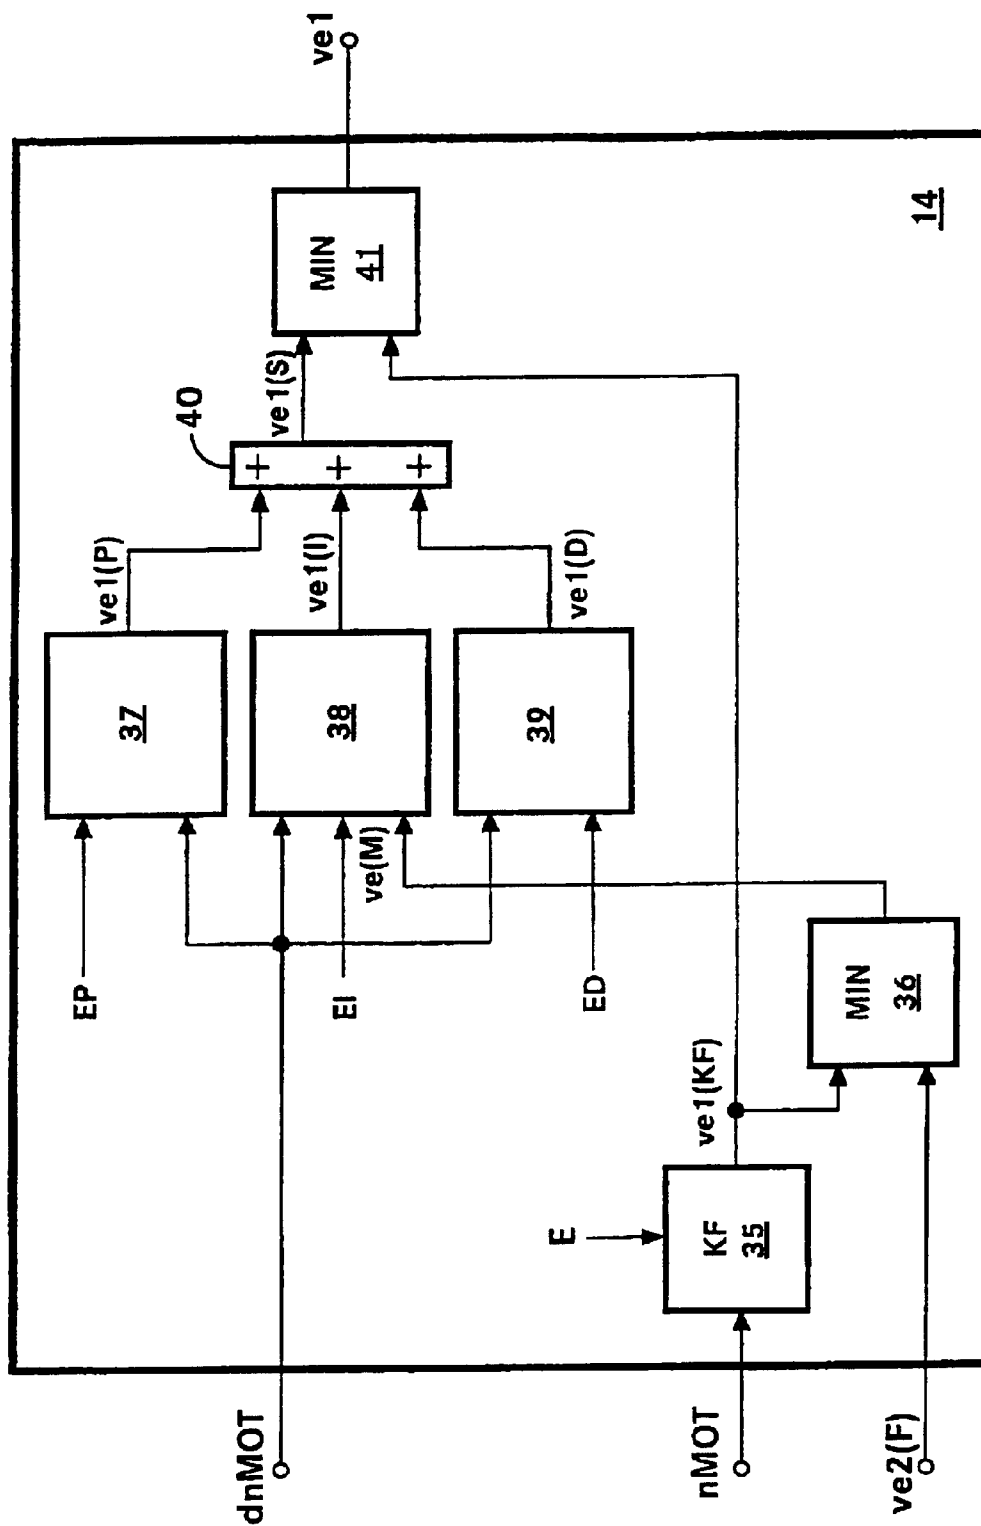 dnMOT
EP
EI
ve(M)
ED
37
38
39
ve1(P)
ve1(I)
ve1(D)
40
+
+
+
ve1(S)
MIN
41
ve1
nMOT
E
KF
35
ve1(KF)
ve2(F)
MIN
36
14